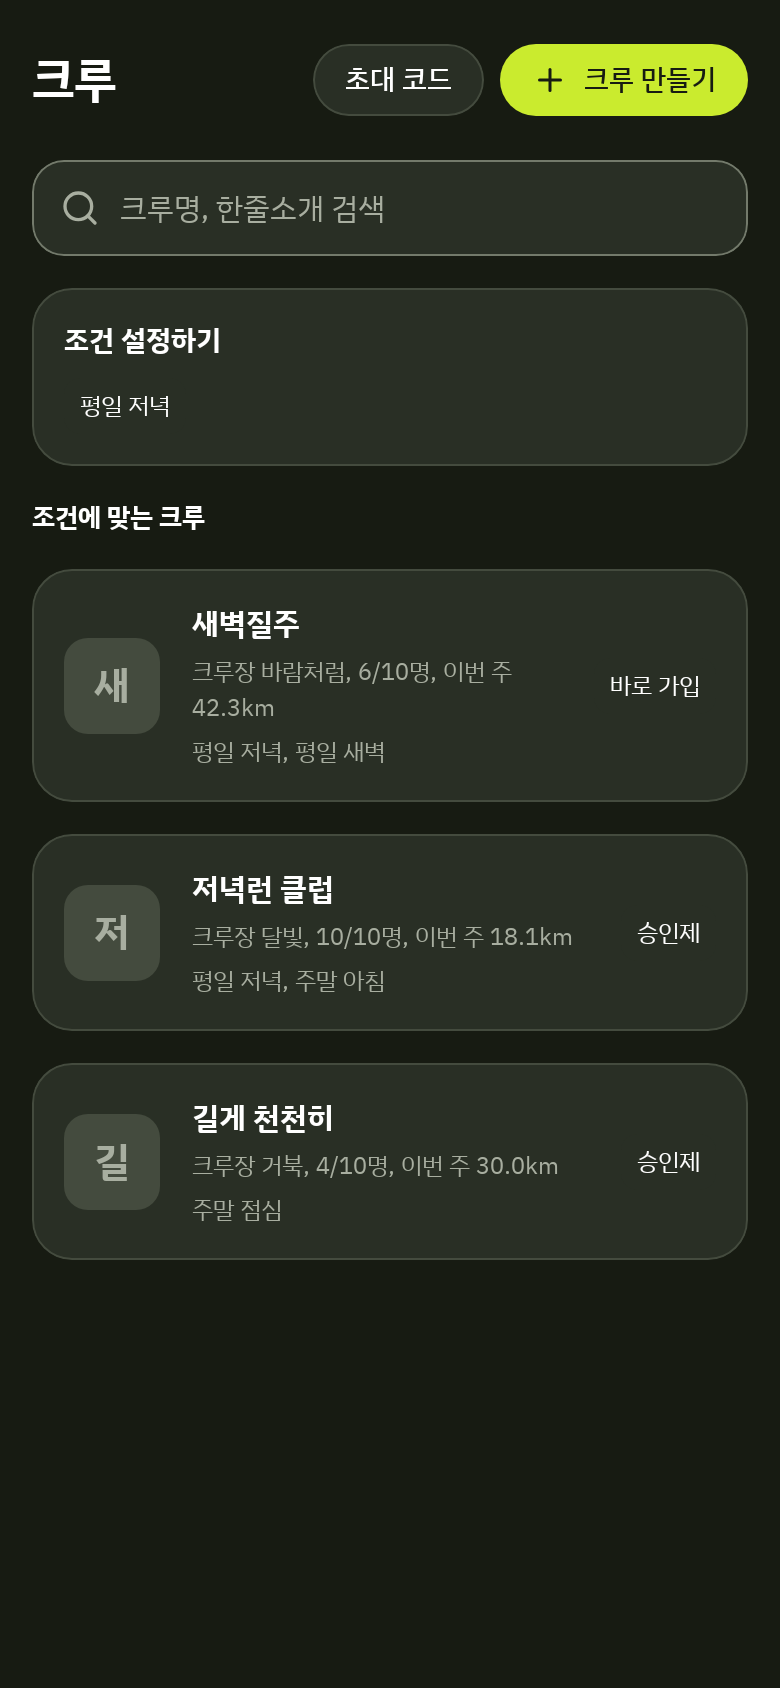 크루
초대 코드
크루 만들기
크루명, 한줄소개 검색
조건 설정하기
평일 저녁
조건에 맞는 크루
새
새벽질주
크루장 바람처럼, 6/10명, 이번 주
42.3km
평일 저녁, 평일 새벽
바로 가입
저
저녁런 클럽
크루장 달빛, 10/10명, 이번 주 18.1km
평일 저녁, 주말 아침
승인제
길
길게 천천히
크루장 거북, 4/10명, 이번 주 30.0km
주말 점심
승인제